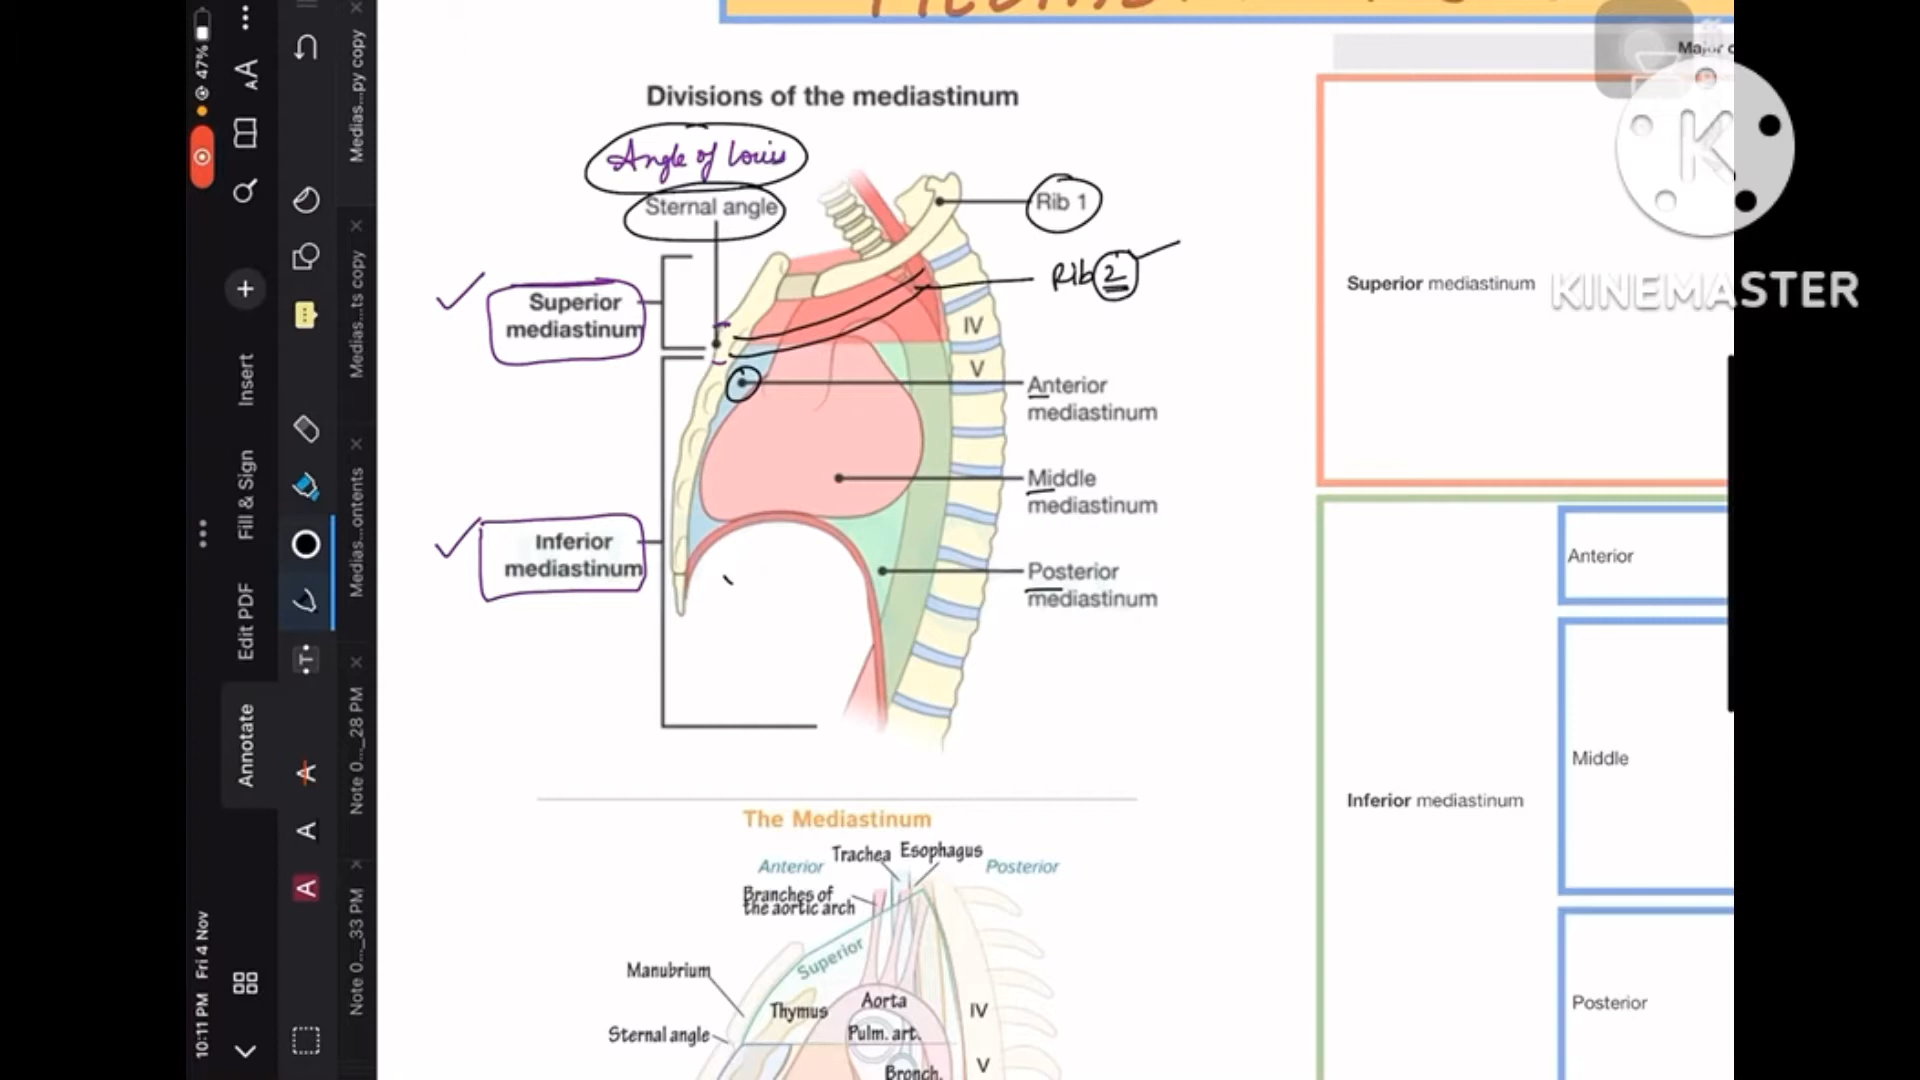 Major
KINEMASTER
Divisions of the mediastinum
Angle of Louis
Sternal angle
Rib 1
Rib 2
Superior
mediastinum
IV
V
Anterior
mediastinum
Middle
mediastinum
Inferior
mediastinum
Posterior
mediastinum
The Mediastinum
Anterior
Trachea
Esophagus
Posterior
Branches of
the aortic arch
Superior
Manubrium
Thymus
Aorta
IV
Sternal angle
Pulm. art.
V
Bronch.
Superior mediastinum
Inferior mediastinum
Anterior
Middle
Posterior
47%
10:11 PM Fri 4 Nov
AA
Insert
Fill & Sign
Edit PDF
Annotate
T
A
A
A
Medias...py copy
Medias...ts copy
Medias...ontents
Note 0..._28 PM
Note 0..._33 PM